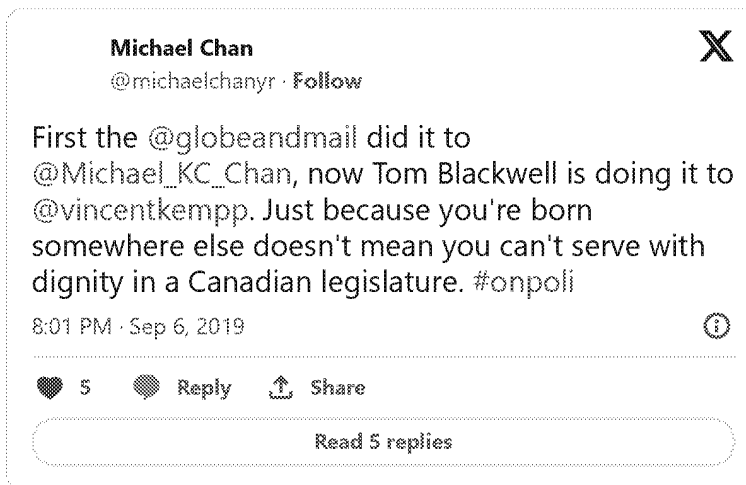 Michael Chan
@michaelchanyr · Follow
First the @globeandmail did it to
@Michael_KC_Chan, now Tom Blackwell is doing it to
@vincentkempp. Just because you're born
somewhere else doesn't mean you can't serve with
dignity in a Canadian legislature. #onpoli
8:01 PM · Sep 6, 2019
5 Reply Share
Read 5 replies